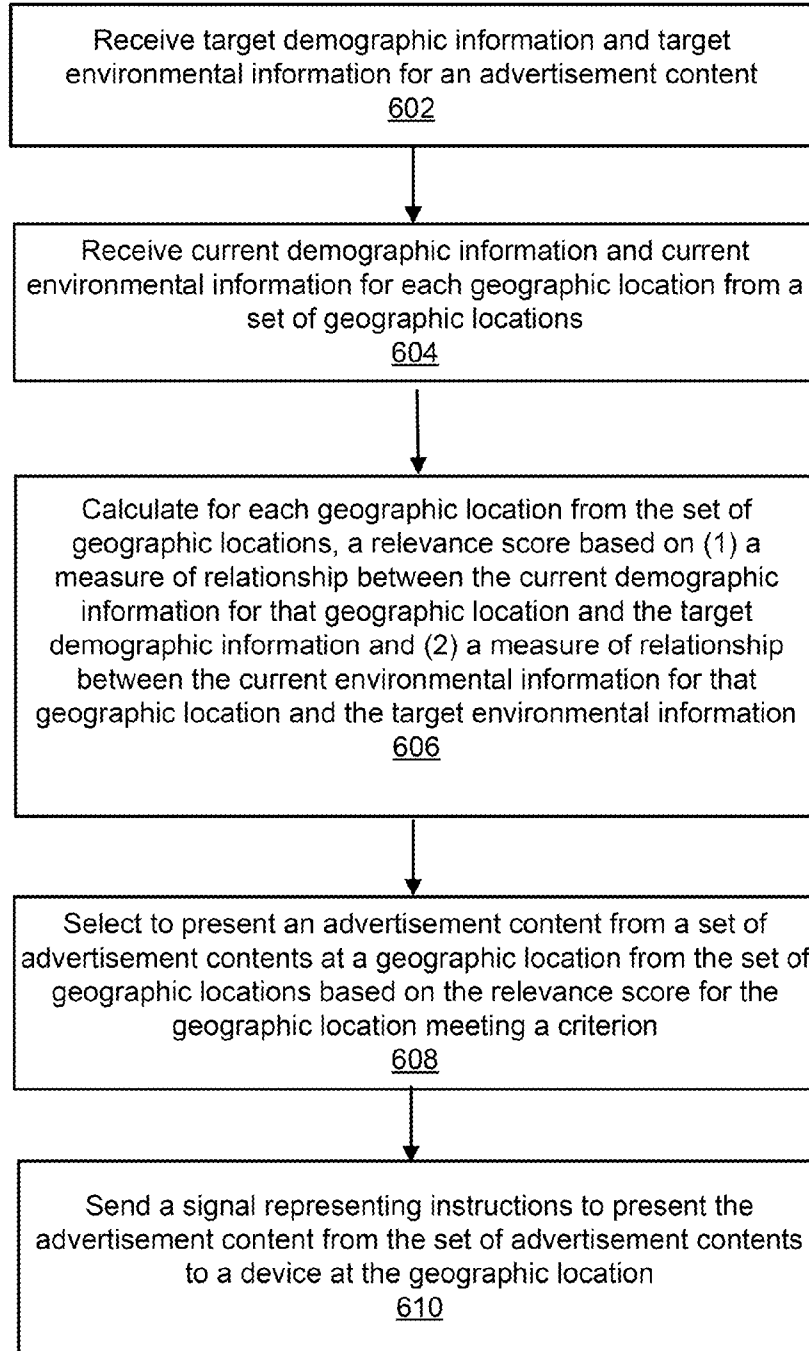 Receive target demographic information and target
environmental information for an advertisement content
602
Receive current demographic information and current
environmental information for each geographic location from a
set of geographic locations
604
Calculate for each geographic location from the set of
geographic locations, a relevance score based on (1) a
measure of relationship between the current demographic
information for that geographic location and the target
demographic information and (2) a measure of relationship
between the current environmental information for that
geographic location and the target environmental information
606
Select to present an advertisement content from a set of
advertisement contents at a geographic location from the set of
geographic locations based on the relevance score for the
geographic location meeting a criterion
608
Send a signal representing instructions to present the
advertisement content from the set of advertisement contents
to a device at the geographic location
610